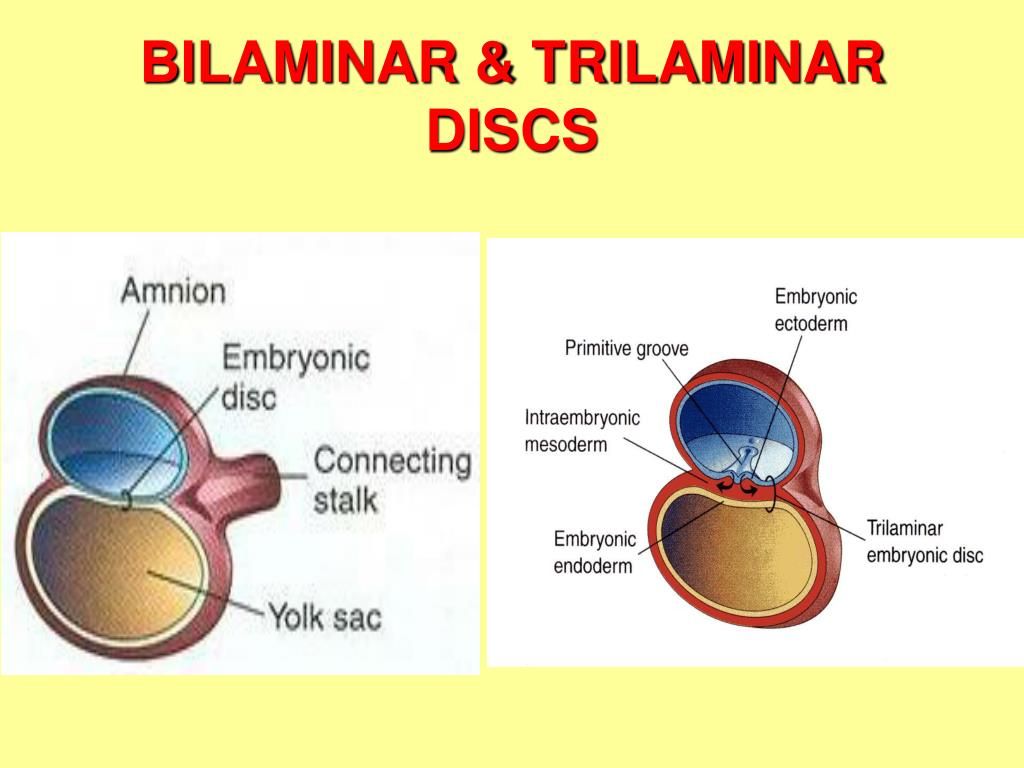 BILAMINAR & TRILAMINAR
DISCS
Amnion
Embryonic
disc
Connecting
stalk
Yolk sac
Embryonic
ectoderm
Primitive groove
Intraembryonic
mesoderm
Embryonic
endoderm
Trilaminar
embryonic disc